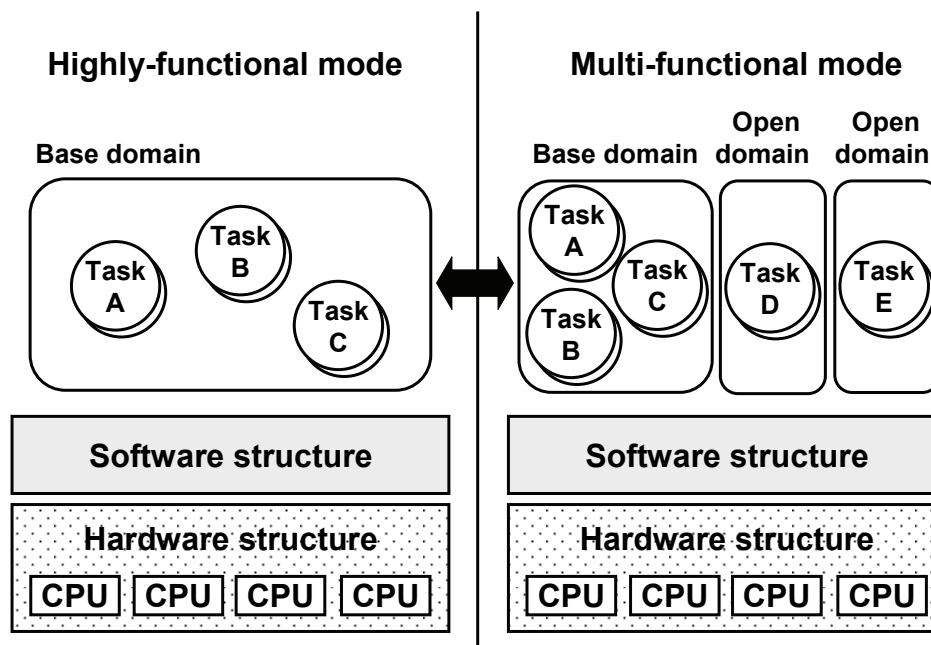 Highly-functional mode
Base domain
Task
A
Task
B
Task
C
Software structure
Hardware structure
CPU CPU CPU CPU
Multi-functional mode
Base domain
Open
domain
Open
domain
Task
A
Task
B
Task
C
Task
D
Task
E
Software structure
Hardware structure
CPU CPU CPU CPU